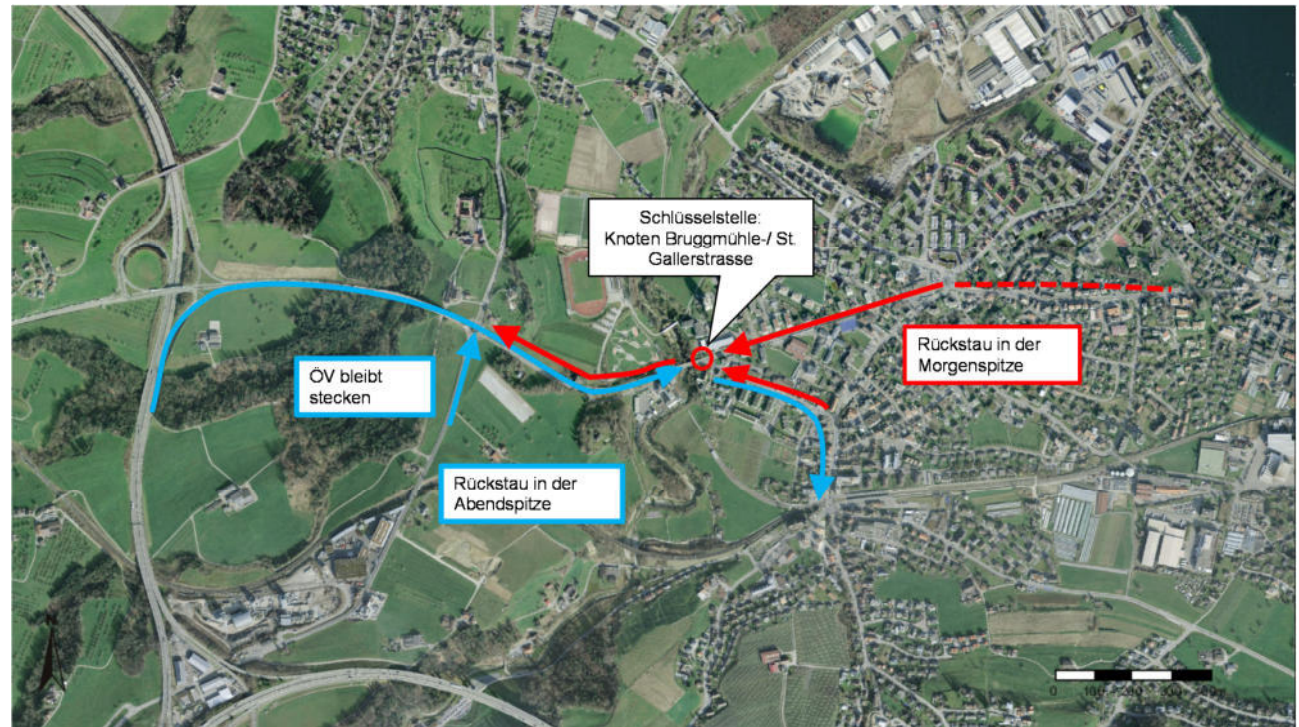 Schlüsselstelle:
Knoten Bruggmühle-/ St.
Gallerstrasse
Rückstau in der
Morgenspitze
ÖV bleibt
stecken
Rückstau in der
Abendspitze
N
0